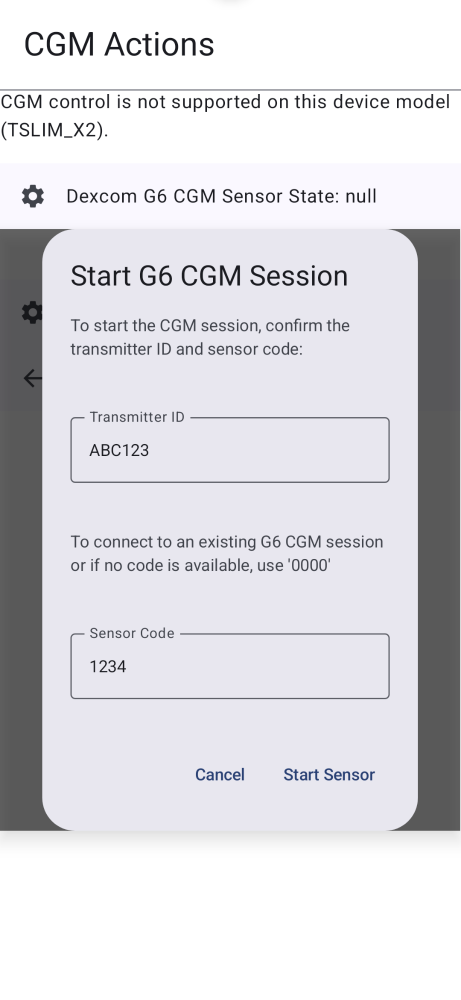 CGM Actions
CGM control is not supported on this device model
(TSLIM_X2).
Dexcom G6 CGM Sensor State: null
Start G6 CGM Session
To start the CGM session, confirm the
transmitter ID and sensor code:
Transmitter ID
ABC123
To connect to an existing G6 CGM session
or if no code is available, use '0000'
Sensor Code
1234
Cancel Start Sensor